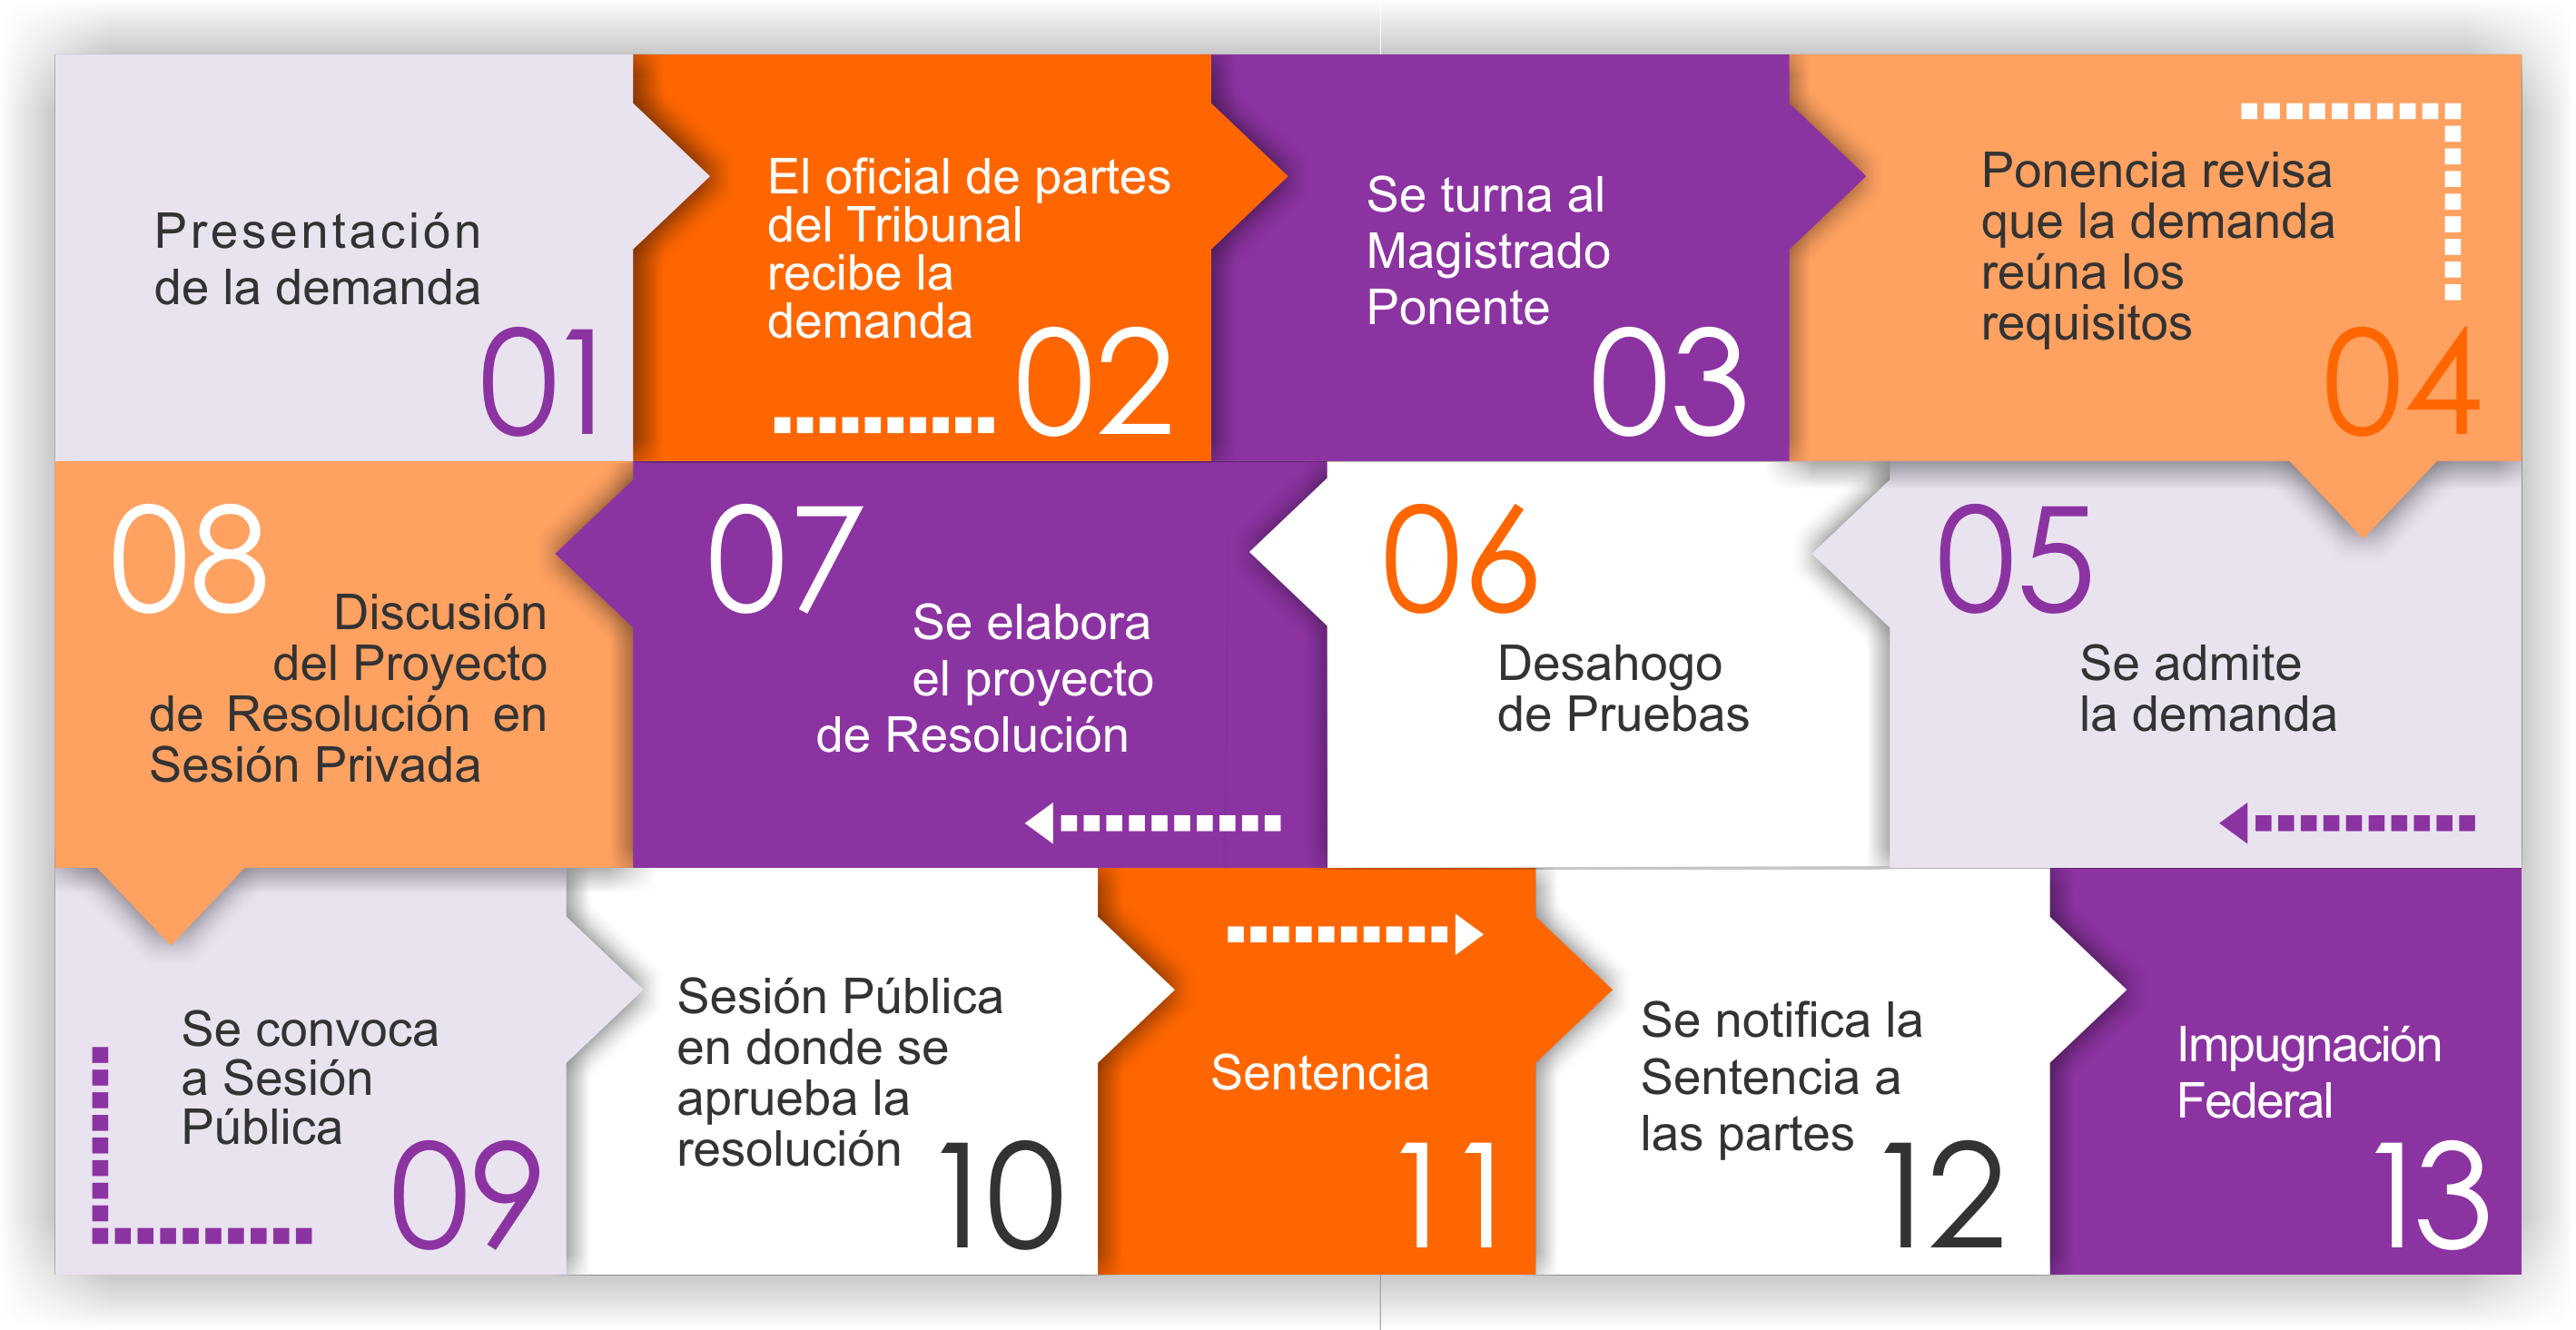 Presentación
de la demanda
01
El oficial de partes
del Tribunal
recibe la
demanda
02
Se turna al
Magistrado
Ponente
03
Ponencia revisa
que la demanda
reúna los
requisitos
04
05
Se admite
la demanda
06
Desahogo
de Pruebas
07
Se elabora
el proyecto
de Resolución
08
Discusión
del Proyecto
de Resolución en
Sesión Privada
Se convoca
a Sesión
Pública
09
Sesión Pública
en donde se
aprueba la
resolución
10
Sentencia
11
Se notifica la
Sentencia a
las partes
12
Impugnación
Federal
13